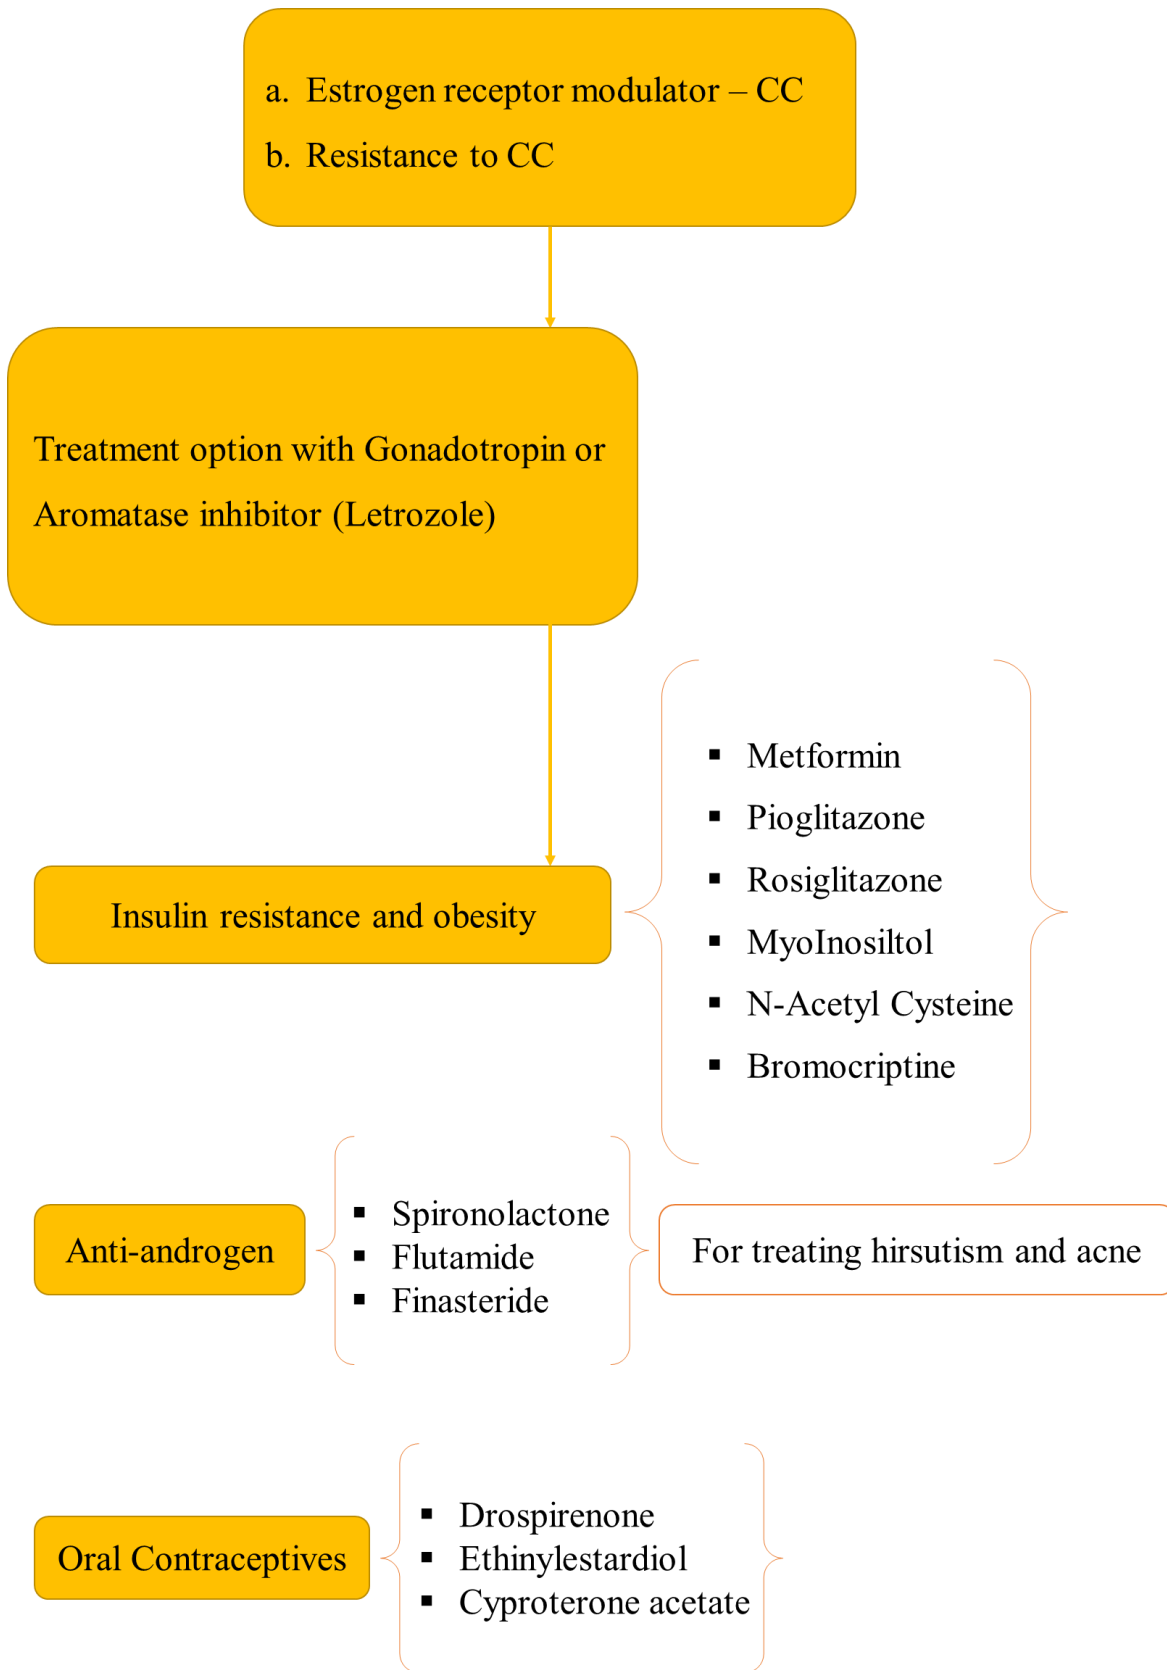 a. Estrogen receptor modulator – CC
b. Resistance to CC
Treatment option with Gonadotropin or
Aromatase inhibitor (Letrozole)
Insulin resistance and obesity
▪ Metformin
▪ Pioglitazone
▪ Rosiglitazone
▪ MyoInosiltol
▪ N-Acetyl Cysteine
▪ Bromocriptine
Anti-androgen
▪ Spironolactone
▪ Flutamide
▪ Finasteride
For treating hirsutism and acne
Oral Contraceptives
▪ Drospirenone
▪ Ethinylestardiol
▪ Cyproterone acetate